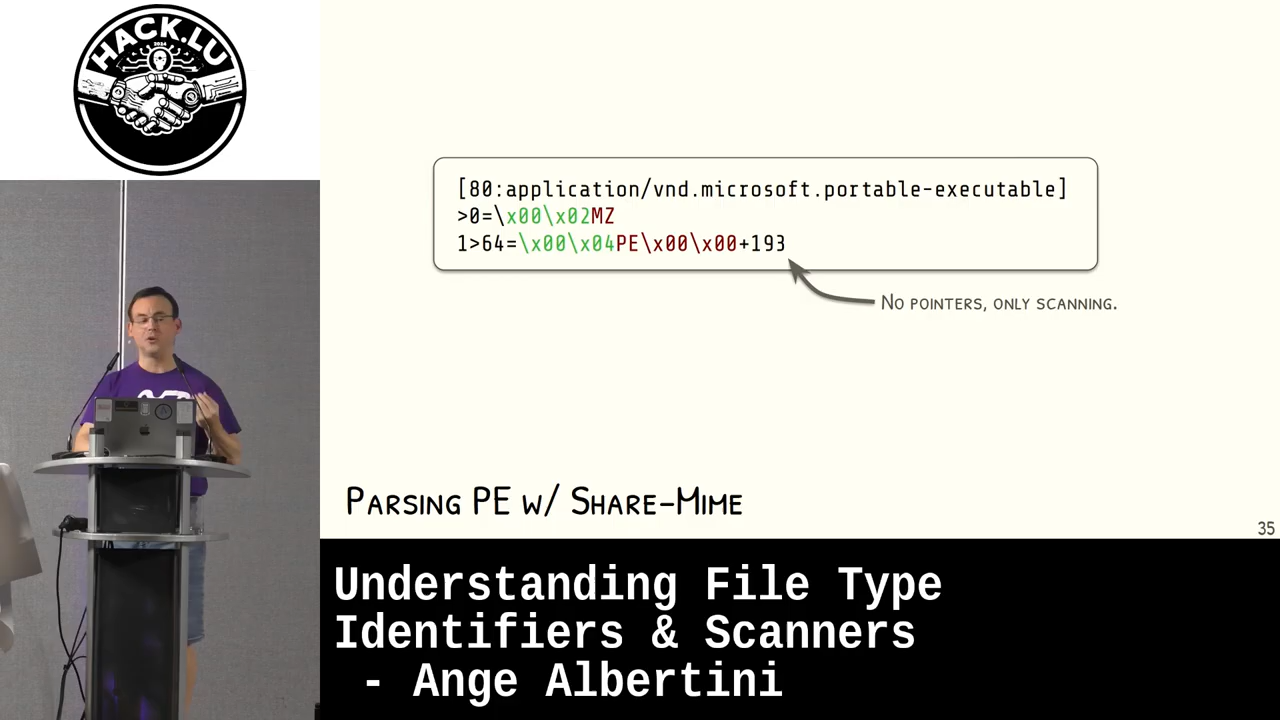 HACK.LU
2024
[80:application/vnd.microsoft.portable-executable]
>0=\x00\x02MZ
1>64=\x00\x04PE\x00\x00+193
No pointers, only scanning.
Parsing PE w/ Share-Mime
35
Understanding File Type
Identifiers & Scanners
- Ange Albertini